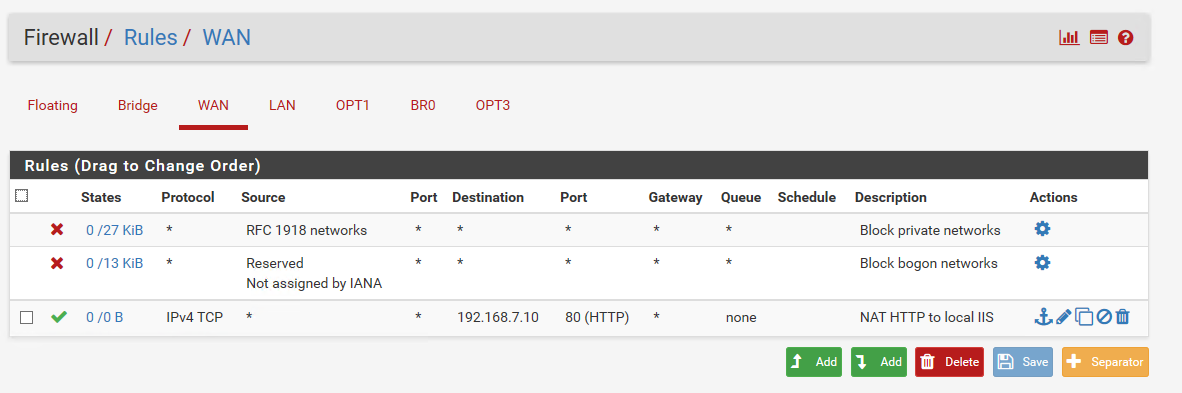 Firewall / Rules / WAN
Floating Bridge WAN LAN OPT1 BR0 OPT3
Rules (Drag to Change Order)
States Protocol Source Port Destination Port Gateway Queue Schedule Description Actions
0 /27 KiB * RFC 1918 networks * * * * * Block private networks
0 /13 KiB * Reserved * * * * * Block bogon networks
Not assigned by IANA
0 /0 B IPv4 TCP * * 192.168.7.10 80 (HTTP) * none NAT HTTP to local IIS
Add Add Delete Save Separator